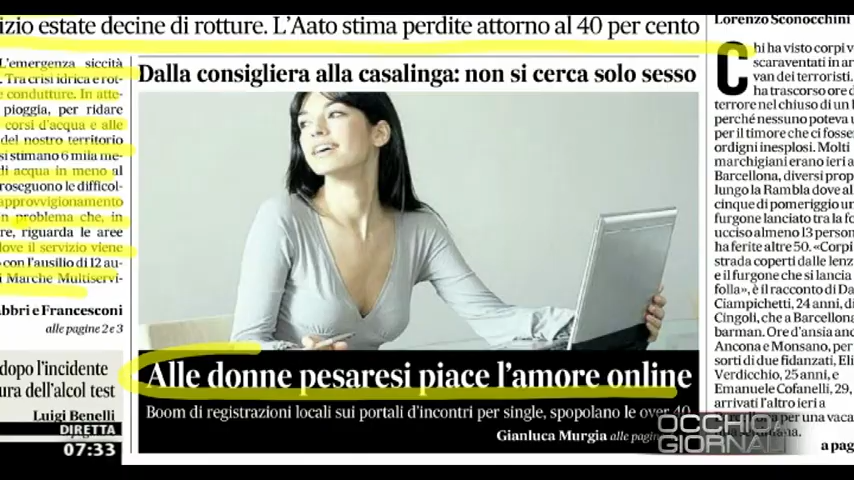 izio estate decine di rotture. L'Aato stima perdite attorno al 40 per cento
L'emergenza siccità
Tra crisi idrica e rot-
e condutture. In atte-
pioggia, per ridare
corsi d'acqua e alle
del nostro territorio
si stimano 6 mila me-
di acqua in meno al
roseguono le difficol-
approvvigionamento
n problema che, in
re, riguarda le aree
dove il servizio viene
con l'ausilio di 12 au-
i Marche Multiservi-
abbri e Francesconi
alle pagine 2 e 3
dopo l'incidente
ura dell'alcol test
Luigi Benelli
DIRETTA
07:33
Dalla consigliera alla casalinga: non si cerca solo sesso
Alle donne pesaresi piace l'amore online
Boom di registrazioni locali sui portali d'incontri per single, spopolano le over 40
Gianluca Murgia alle pagin
Lorenzo Sconocchini
Chi ha visto corpi v
scaraventati in ar
van dei terroristi.
ha trascorso ore d
terrore nel chiuso di un l
perché nessuno poteva u
per il timore che ci fosse
ordigni inesplosi. Molti
marchigiani erano ieri a
Barcellona, diversi propr
lungo la Rambla dove al
cinque di pomeriggio un
furgone lanciato tra la fo
ucciso almeno 13 person
ha ferite altre 50. «Corpi
strada coperti dalle lenz
e il furgone che si lancia
folla», è il racconto di Da
Ciampichetti, 24 anni, di
Cingoli, che a Barcellona
barman. Ore d'ansia anc
Ancona e Monsano, per
sorti di due fidanzati, Eli
Verdicchio, 25 anni, e
Emanuele Cofanelli, 29,
arrivati l'altro ieri a
per una vaca
a pag
OCCHIO
GIORNALI